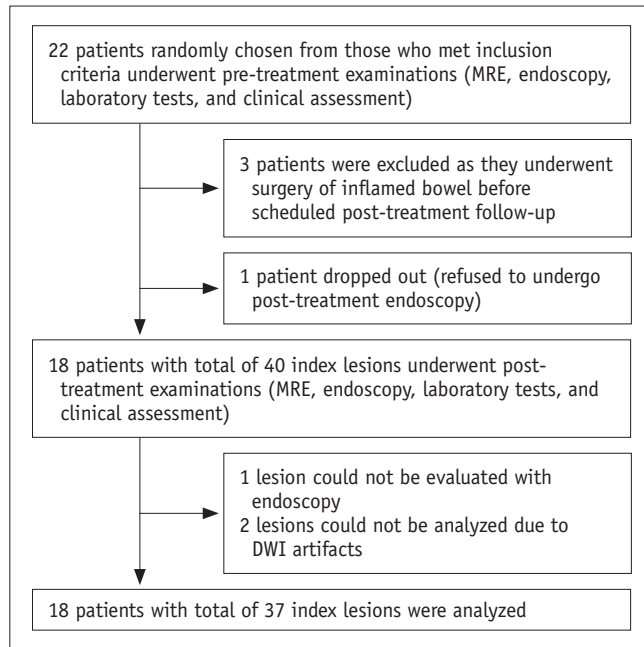 22 patients randomly chosen from those who met inclusion
criteria underwent pre-treatment examinations (MRE, endoscopy,
laboratory tests, and clinical assessment)
3 patients were excluded as they underwent
surgery of inflamed bowel before
scheduled post-treatment follow-up
1 patient dropped out (refused to undergo
post-treatment endoscopy)
18 patients with total of 40 index lesions underwent post-
treatment examinations (MRE, endoscopy, laboratory tests, and
clinical assessment)
1 lesion could not be evaluated with
endoscopy
2 lesions could not be analyzed due to
DWI artifacts
18 patients with total of 37 index lesions were analyzed